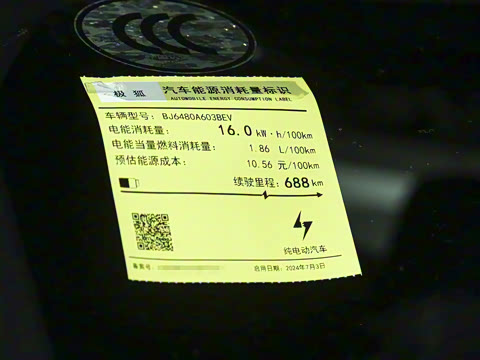 CCC
极狐 汽车能源消耗量标识
AUTOMOBILE ENERGY CONSUMPTION LABEL
车辆型号: BJ6480A603BEV
电能消耗量: 16.0 kW·h/100km
电能当量燃料消耗量: 1.86 L/100km
预估能源成本: 10.56 元/100km
续驶里程: 688 km
纯电动汽车
备案号:
启用日期: 2024年7月3日